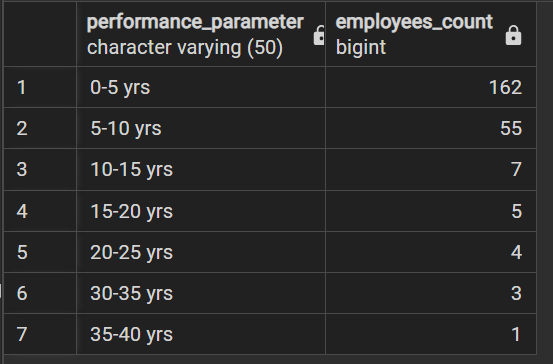 performance_parameter employees_count
character varying (50) bigint
1 0-5 yrs 162
2 5-10 yrs 55
3 10-15 yrs 7
4 15-20 yrs 5
5 20-25 yrs 4
6 30-35 yrs 3
7 35-40 yrs 1